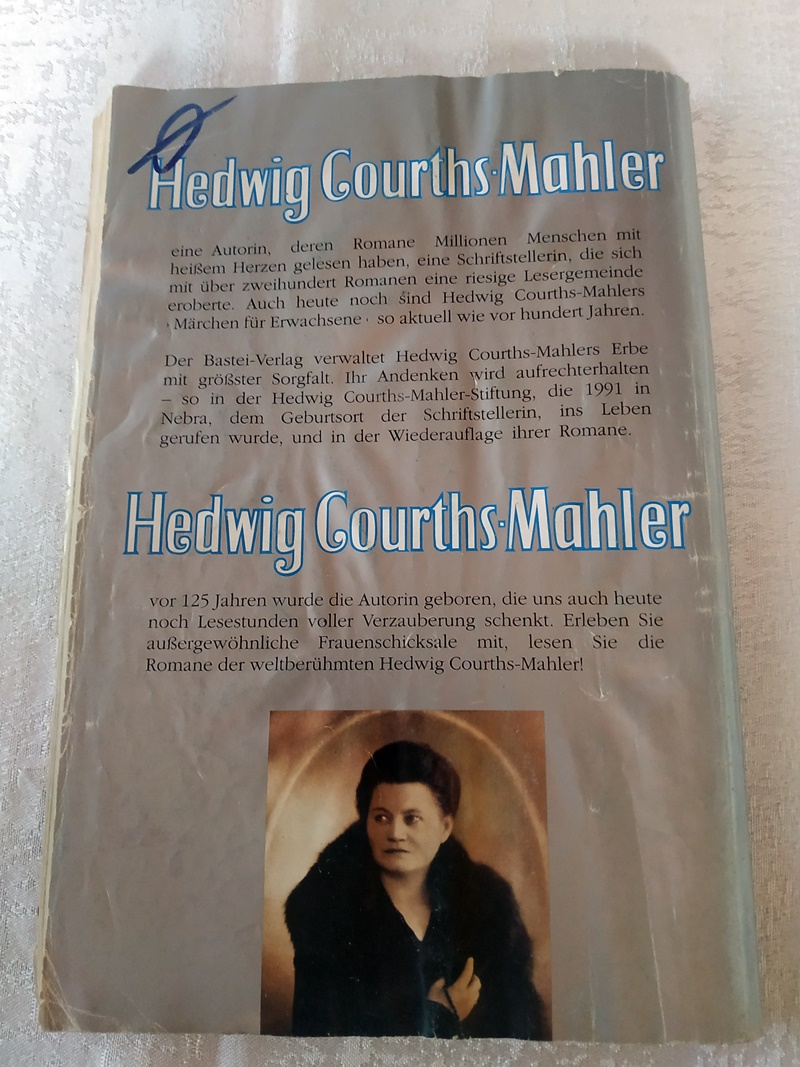 Hedwig Courths-Mahler
eine Autorin, deren Romane Millionen Menschen mit
heißem Herzen gelesen haben, eine Schriftstellerin, die sich
mit über zweihundert Romanen eine riesige Lesergemeinde
eroberte. Auch heute noch sind Hedwig Courths-Mahlers
›Märchen für Erwachsene‹ so aktuell wie vor hundert Jahren.
Der Bastei-Verlag verwaltet Hedwig Courths-Mahlers Erbe
mit größter Sorgfalt. Ihr Andenken wird aufrechterhalten
– so in der Hedwig Courths-Mahler-Stiftung, die 1991 in
Nebra, dem Geburtsort der Schriftstellerin, ins Leben
gerufen wurde, und in der Wiederauflage ihrer Romane.
Hedwig Courths-Mahler
vor 125 Jahren wurde die Autorin geboren, die uns auch heute
noch Lesestunden voller Verzauberung schenkt. Erleben Sie
außergewöhnliche Frauenschicksale mit, lesen Sie die
Romane der weltberühmten Hedwig Courths-Mahler!